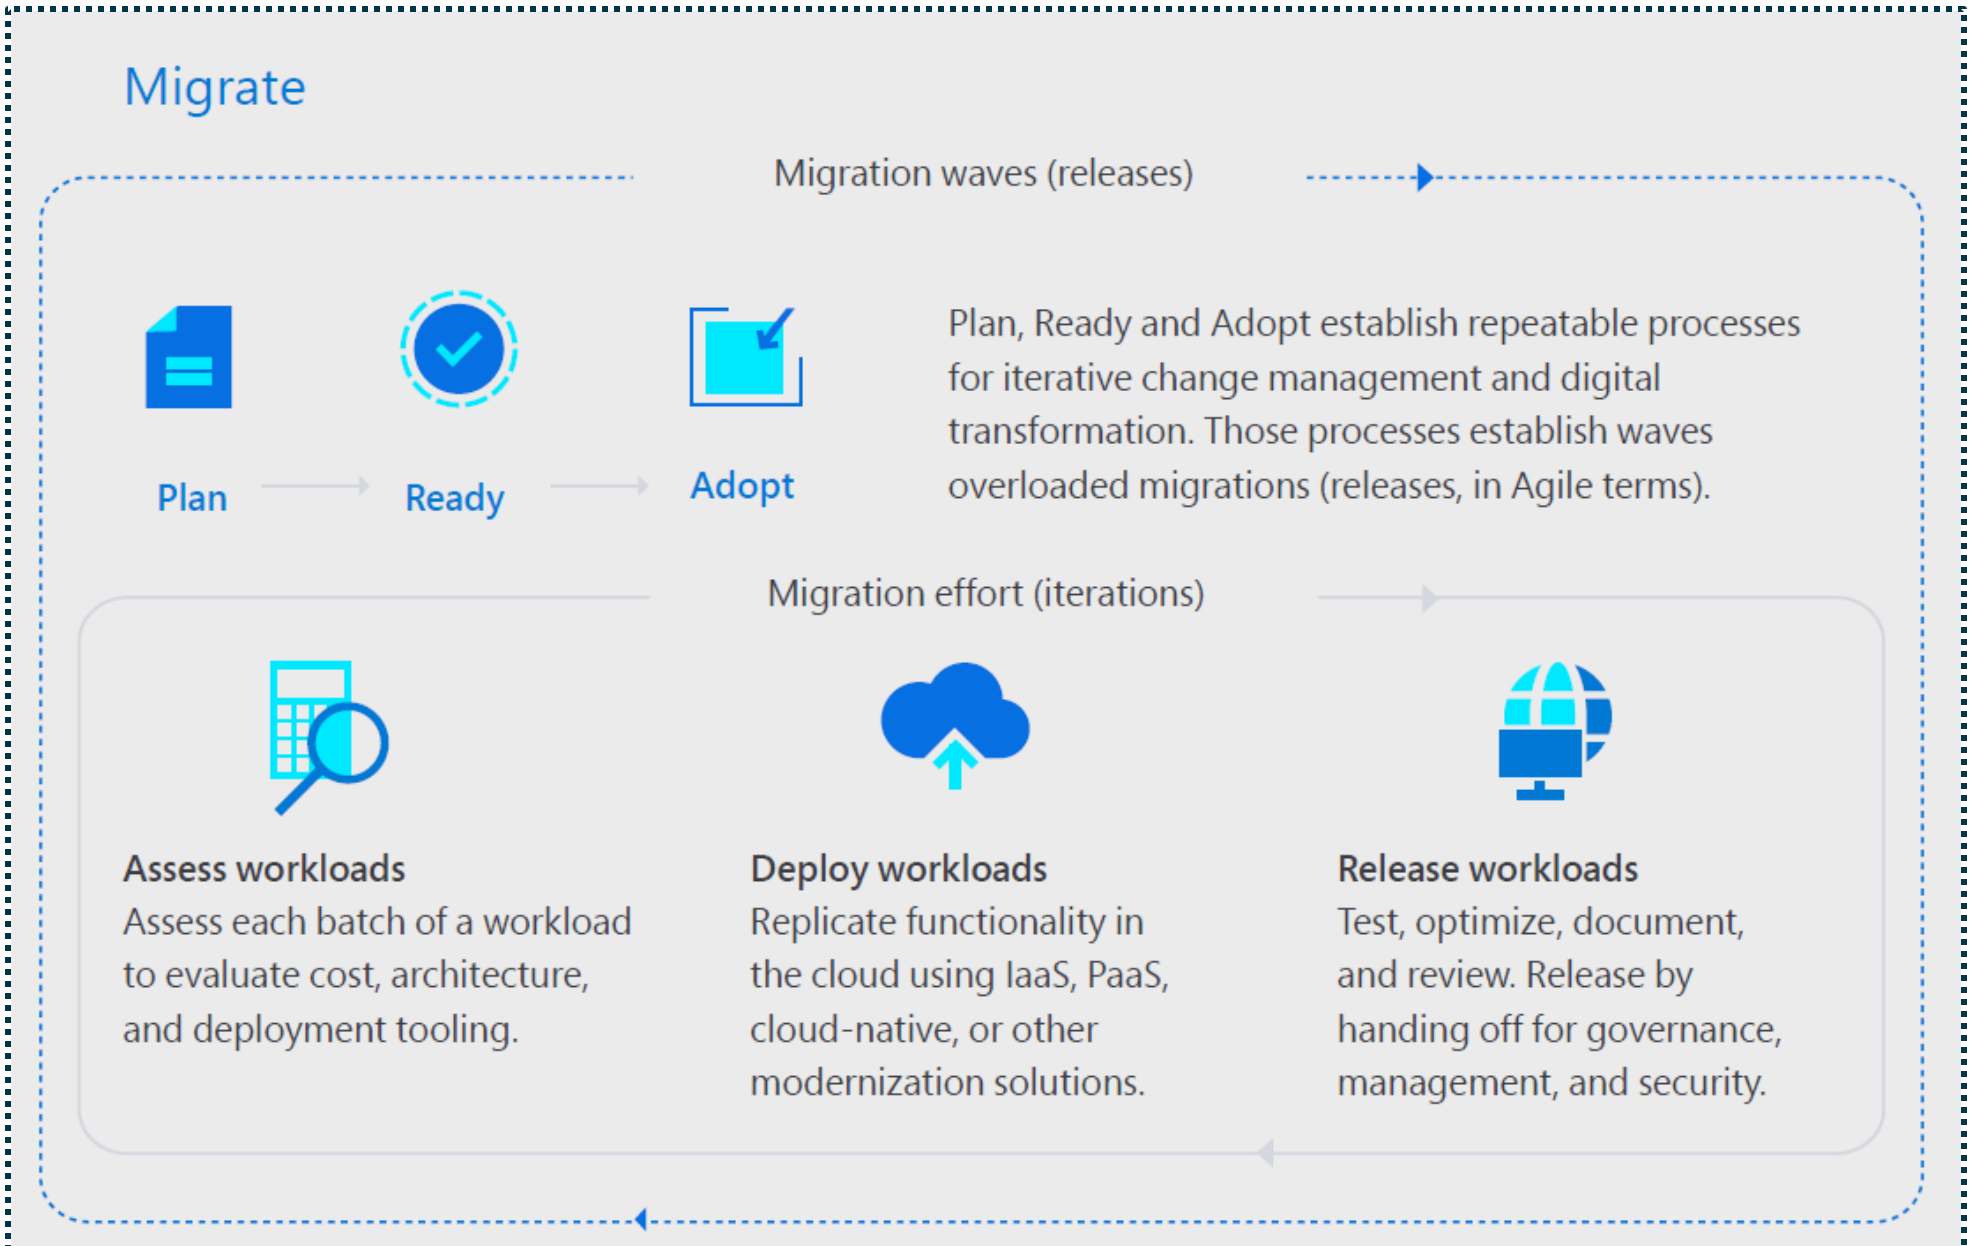 Migrate
Migration waves (releases)
Plan
Ready
Adopt
Plan, Ready and Adopt establish repeatable processes
for iterative change management and digital
transformation. Those processes establish waves
overloaded migrations (releases, in Agile terms).
Migration effort (iterations)
Assess workloads
Assess each batch of a workload
to evaluate cost, architecture,
and deployment tooling.
Deploy workloads
Replicate functionality in
the cloud using IaaS, PaaS,
cloud-native, or other
modernization solutions.
Release workloads
Test, optimize, document,
and review. Release by
handing off for governance,
management, and security.